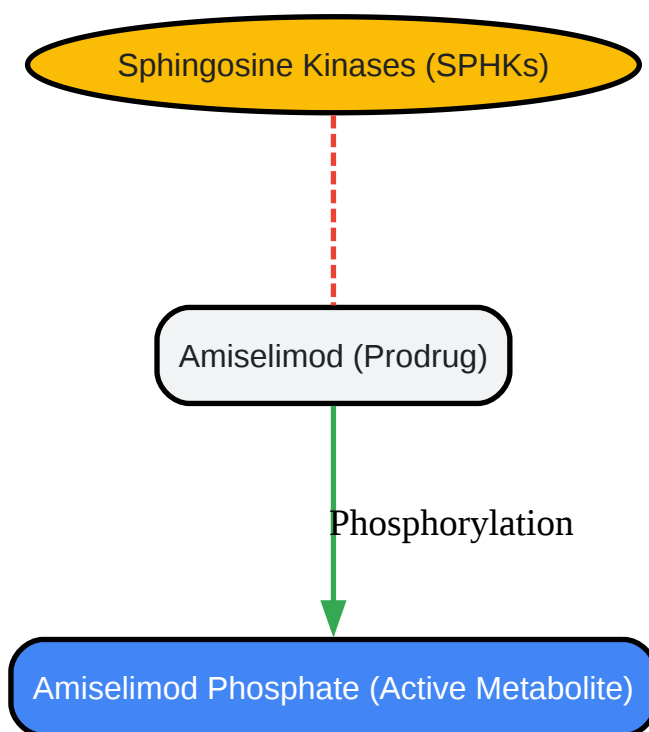 Sphingosine Kinases (SPHKs)
Amiselimod (Prodrug)
Phosphorylation
Amiselimod Phosphate (Active Metabolite)